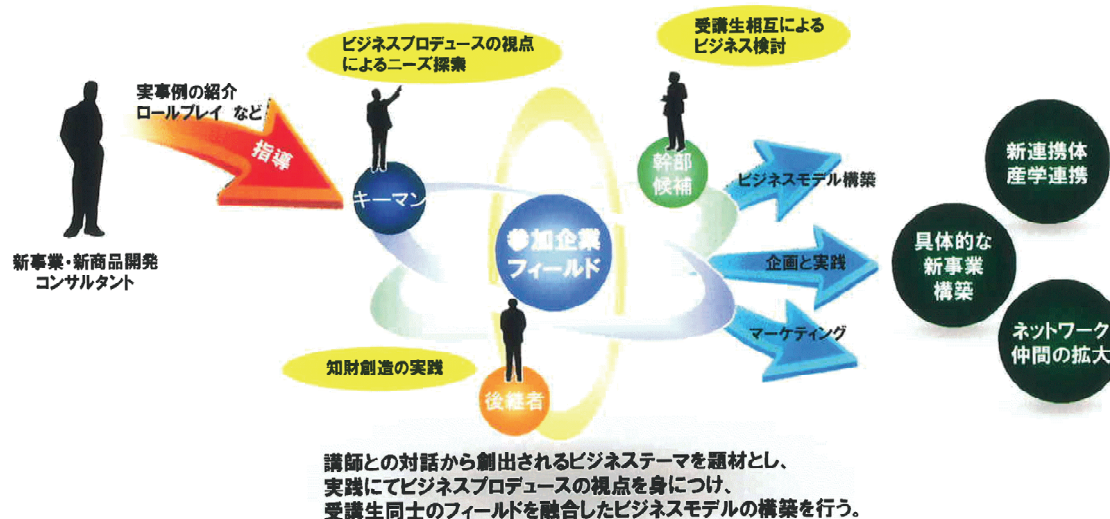 受講生相互による
ビジネス検討
ビジネスプロデュースの視点
によるニーズ探索
実事例の紹介
ロールプレイ など
指導
キーマン
幹部
候補
新事業・新商品開発
コンサルタント
参加企業
フィールド
ビジネスモデル構築
企画と実践
マーケティング
新連携体
産学連携
具体的な
新事業
構築
ネットワーク
仲間の拡大
知財創造の実践
後継者
講師との対話から創出されるビジネステーマを題材とし、
実践にてビジネスプロデュースの視点を身につけ、
受講生同士のフィールドを融合したビジネスモデルの構築を行う。